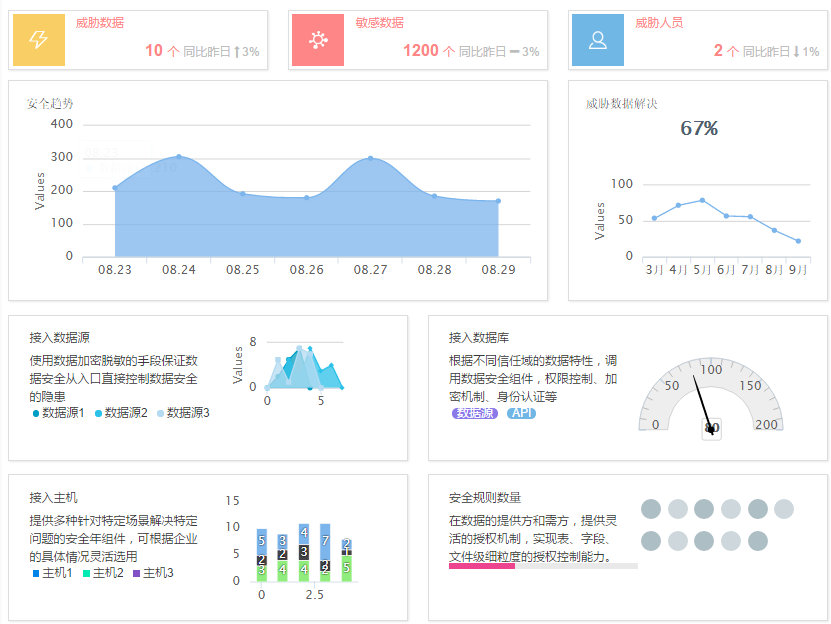 威胁数据
10 个 同比昨日 3%
敏感数据
1200 个 同比昨日 3%
威胁人员
2 个 同比昨日 1%
安全趋势
400
300
200
100
0
Values
08.23 08.24 08.25 08.26 08.27 08.28 08.29
威胁数据解决
67%
100
50
0
Values
3月 4月 5月 6月 7月 8月 9月
接入数据源
使用数据加密脱敏的手段保证数
据安全从入口直接控制数据安全
的隐患
数据源1 数据源2 数据源3
8
0
Values
0 5
接入数据库
根据不同信任域的数据特性，调
用数据安全组件，权限控制、加
密机制、身份认证等
数据源 API
0 50 100 150 200
80
接入主机
提供多种针对特定场景解决特定
问题的安全年组件，可根据企业
的具体情况灵活选用
主机1 主机2 主机3
15
10
5
0
5 3 4 7 2
2 2 3 3 1
3 4 4 2 5
0 2.5
安全规则数量
在数据的提供方和需方，提供灵
活的授权机制，实现表、字段、
文件级细粒度的授权控制能力。